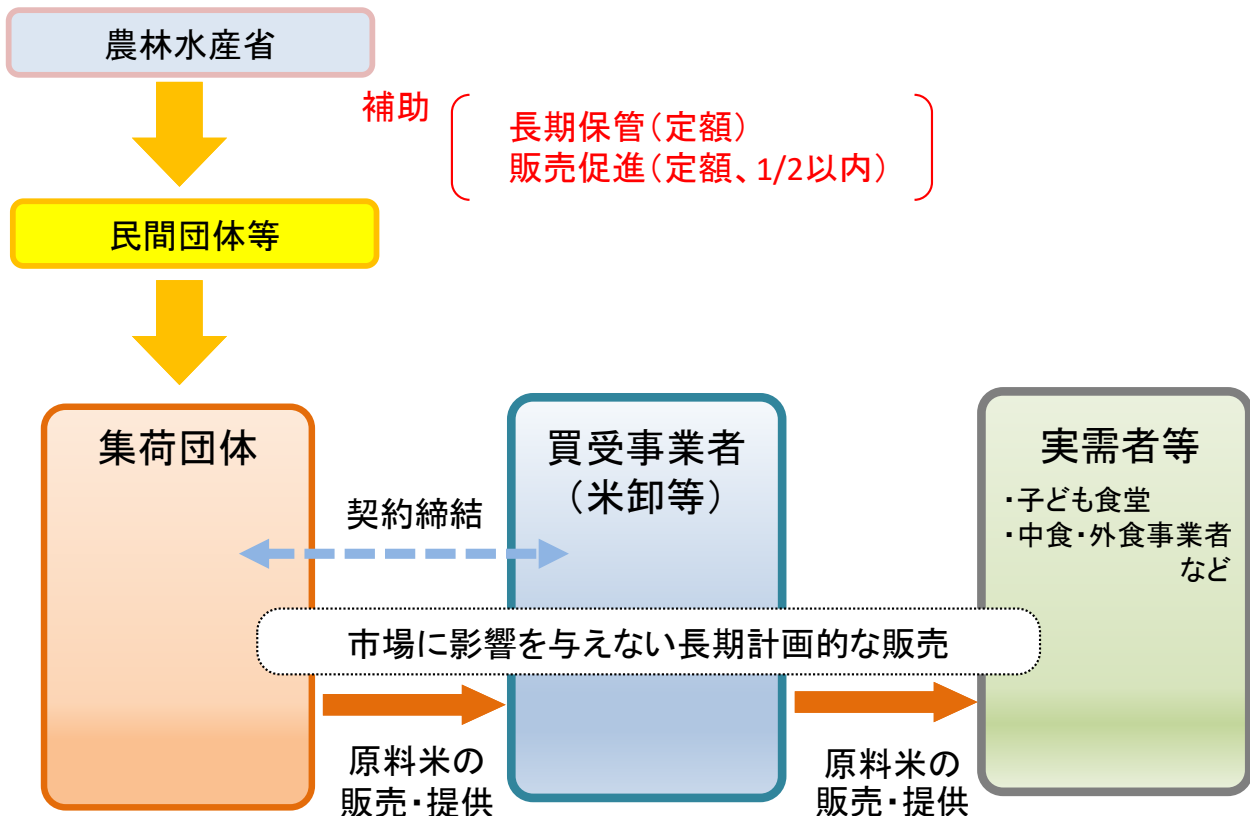 農林水産省
補助
長期保管（定額）
販売促進（定額、1/2以内）
民間団体等
集荷団体
買受事業者
（米卸等）
実需者等
・子ども食堂
・中食・外食事業者
など
契約締結
市場に影響を与えない長期計画的な販売
原料米の
販売・提供
原料米の
販売・提供